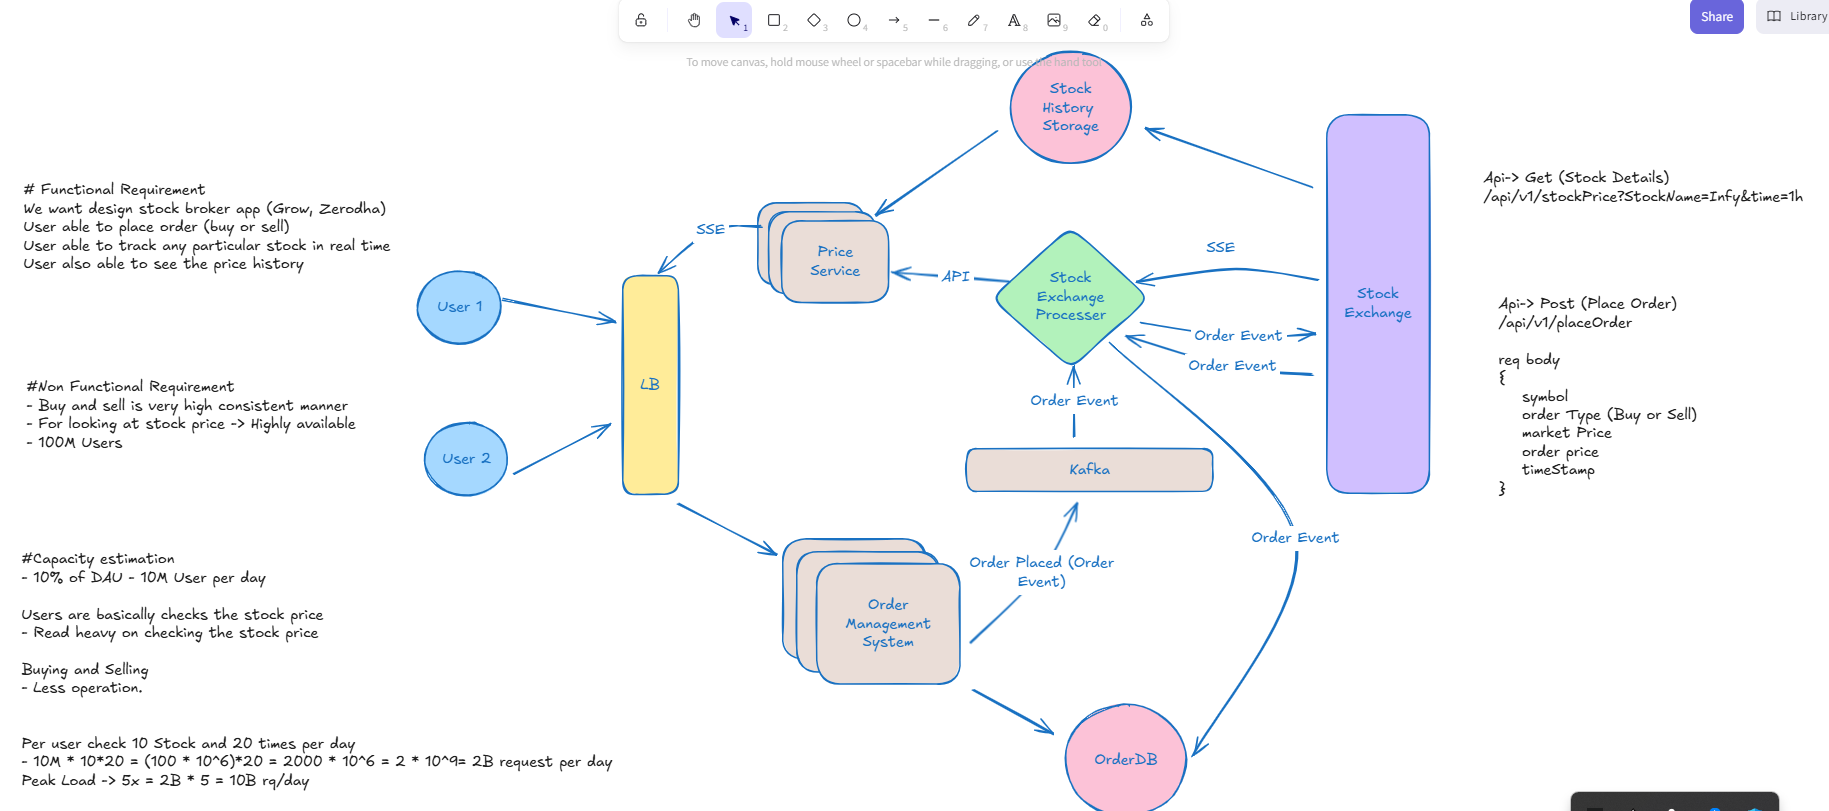 1
2
3
4
5
6
7
8
9
0
Share
Library
To move canvas, hold mouse wheel or spacebar while dragging, or use the hand tool
Stock
History
Storage
# Functional Requirement
We want design stock broker app (Grow, Zerodha)
User able to place order (buy or sell)
User able to track any particular stock in real time
User also able to see the price history
#Non Functional Requirement
- Buy and sell is very high consistent manner
- For looking at stock price -> Highly available
- 100M Users
#Capacity estimation
- 10% of DAU - 10M User per day
Users are basically checks the stock price
- Read heavy on checking the stock price
Buying and Selling
- Less operation.
Per user check 10 Stock and 20 times per day
- 10M * 10*20 = (100 * 10^6)*20 = 2000 * 10^6 = 2 * 10^9= 2B request per day
Peak Load -> 5x = 2B * 5 = 10B rq/day
User 1
User 2
LB
SSE
Price
Service
API
Stock
Exchange
Processer
SSE
Order Event
Order Event
Stock
Exchange
Order Event
Kafka
Order Placed (Order
Event)
Order Event
Order
Management
System
OrderDB
Api-> Get (Stock Details)
/api/v1/stockPrice?StockName=Infy&time=1h
Api-> Post (Place Order)
/api/v1/placeOrder
req body
{
symbol
order Type (Buy or Sell)
market Price
order price
timeStamp
}